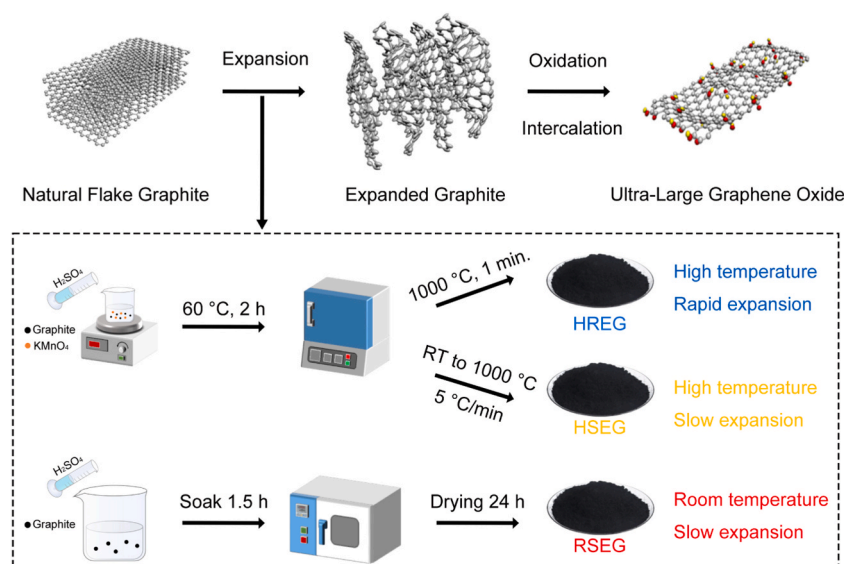 Expansion
Oxidation
Intercalation
Natural Flake Graphite
Expanded Graphite
Ultra-Large Graphene Oxide
H₂SO₄
Graphite
KMnO₄
60 °C, 2 h
1000 °C, 1 min.
HREG
High temperature
Rapid expansion
RT to 1000 °C
5 °C/min
HSEG
High temperature
Slow expansion
H₂SO₄
Graphite
Soak 1.5 h
Drying 24 h
RSEG
Room temperature
Slow expansion